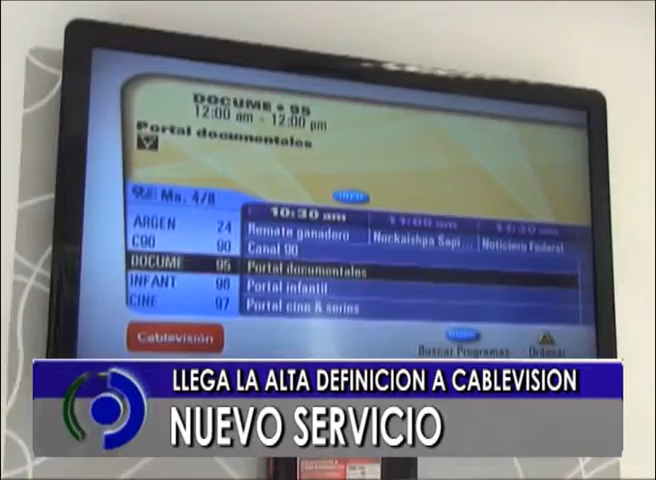 DOCUME • 95
12:00 am - 12:00 pm
Portal documentales
INFO
Ma. 4/8
10:30 am 11:00 am 11:30 am
ARGEN 24 Remate ganadero Nockaishpa Sapi... Noticiero Federal
C90 90 Canal 90
DOCUME 95 Portal documentales
INFANT 96 Portal infantil
CINE 97 Portal cine & series
Cablevisión
Buscar Programas Ordenar
LLEGA LA ALTA DEFINICION A CABLEVISION
NUEVO SERVICIO